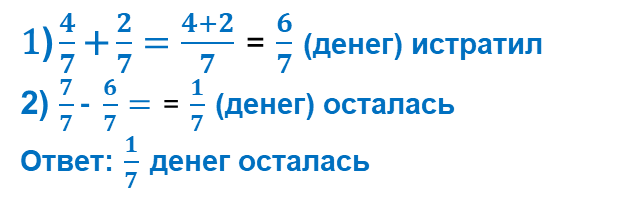 1) 4/7 + 2/7 = 4+2/7 = 6/7 (денег) истратил
2) 7/7 - 6/7 = = 1/7 (денег) осталась
Ответ: 1/7 денег осталась